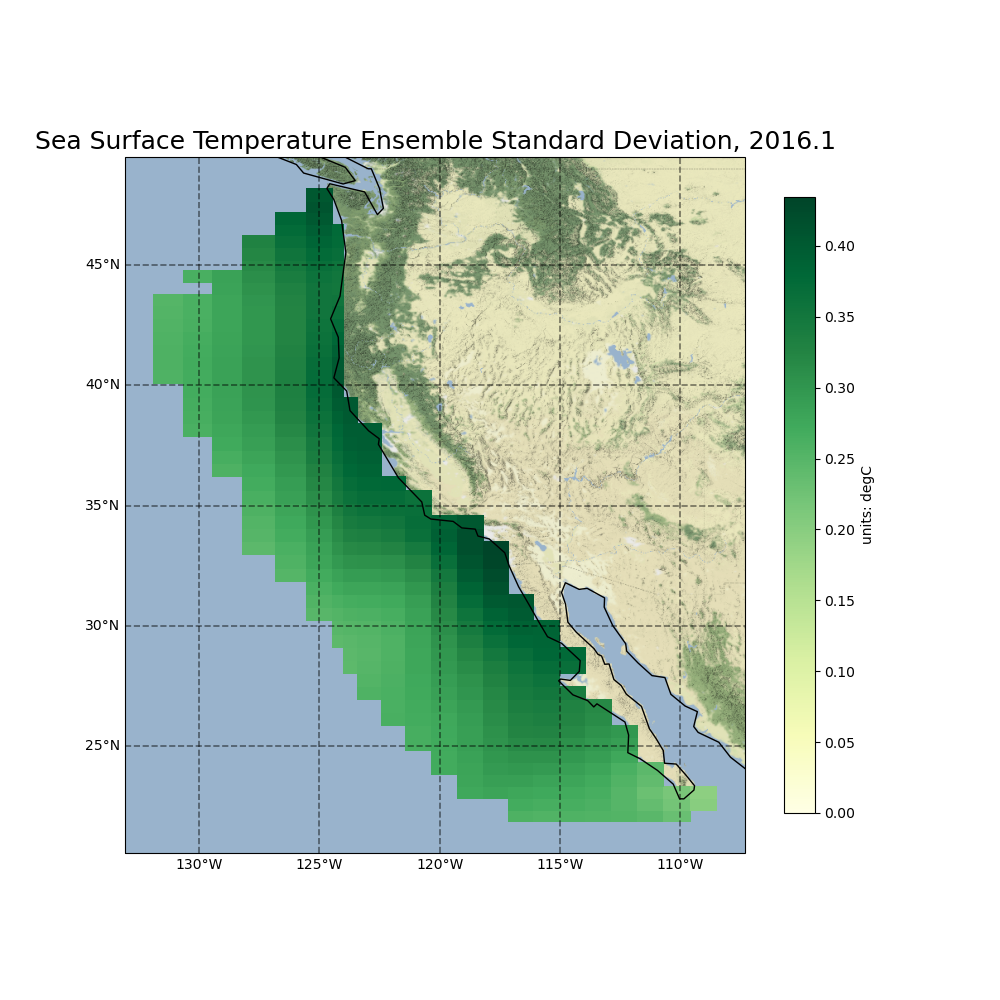 Sea Surface Temperature Ensemble Standard Deviation, 2016.1
45°N
40°N
35°N
30°N
25°N
130°W 125°W 120°W 115°W 110°W
0.40
0.35
0.30
0.25
0.20
0.15
0.10
0.05
0.00
units: degC